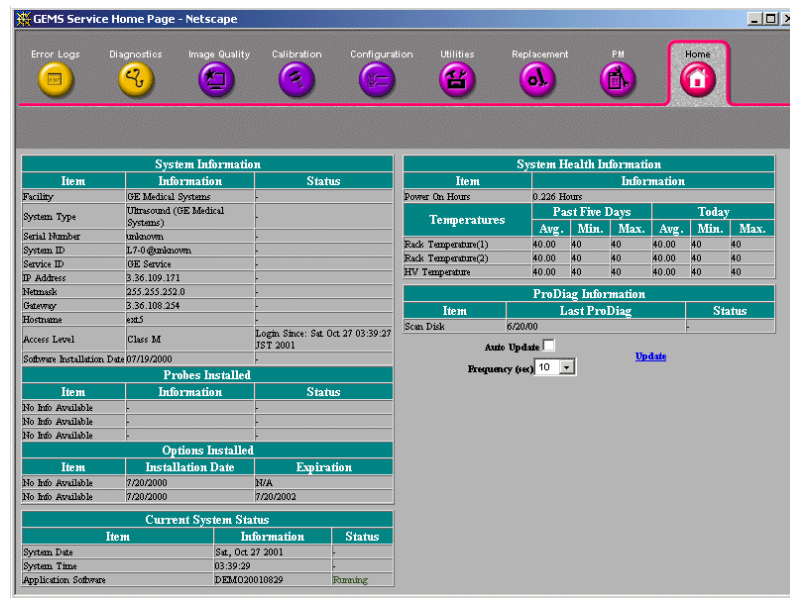 GEMS Service Home Page - Netscape
Error Logs Diagnostics Image Quality Calibration Configuration Utilities Replacement PM Home
System Information
Item Information Status
Facility GE Medical Systems -
System Type Ultrasound (GE Medical Systems) -
Serial Number unknown -
System ID L7-0@unknown -
Service ID GE Service -
IP Address 3.36.109.171 -
Netmask 255.255.252.0 -
Gateway 3.36.108.254 -
Hostname ext5 -
Access Level Class M Login Since: Sat Oct 27 03:39:27 JST 2001
Software Installation Date 07/19/2000 -
Probes Installed
Item Information Status
No Info Available - -
No Info Available - -
No Info Available - -
Options Installed
Item Installation Date Expiration
No Info Available 7/20/2000 N/A
No Info Available 7/20/2000 7/20/2002
Current System Status
Item Information Status
System Date Sat, Oct 27 2001 -
System Time 03:39:29 -
Application Software DEMO20010829 Running
System Health Information
Item Information
Power On Hours 0.226 Hours
Temperatures Past Five Days Today
Avg. Min. Max. Avg. Min. Max.
Rack Temperature(1) 40.00 40 40 40.00 40 40
Rack Temperature(2) 40.00 40 40 40.00 40 40
HV Temperature 40.00 40 40 40.00 40 40
ProDiag Information
Item Last ProDiag Status
Scan Disk 6/20/00 -
Auto Update
Update
Frequency (sec) 10